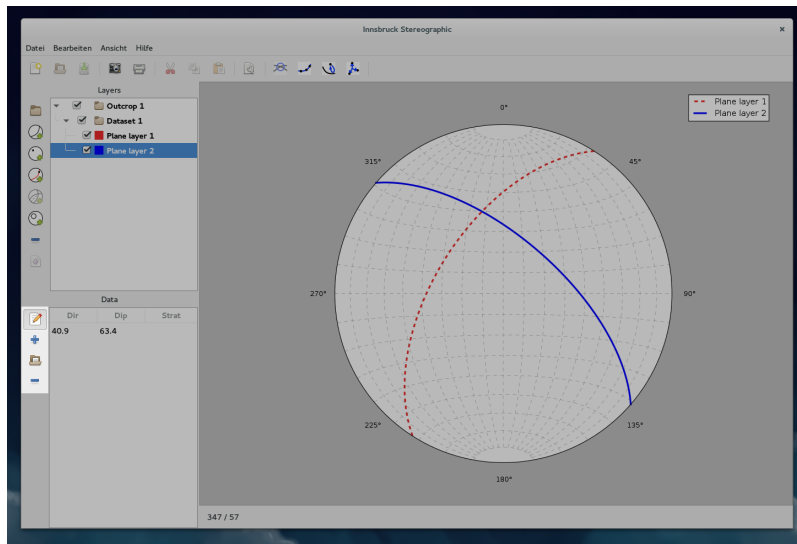 Innsbruck Stereographic
Datei Bearbeiten Ansicht Hilfe
Layers
Outcrop 1
Dataset 1
Plane layer 1
Plane layer 2
Data
Dir Dip Strat
40.9 63.4
Plane layer 1
Plane layer 2
0°
315° 45°
270° 90°
225° 135°
180°
347 / 57